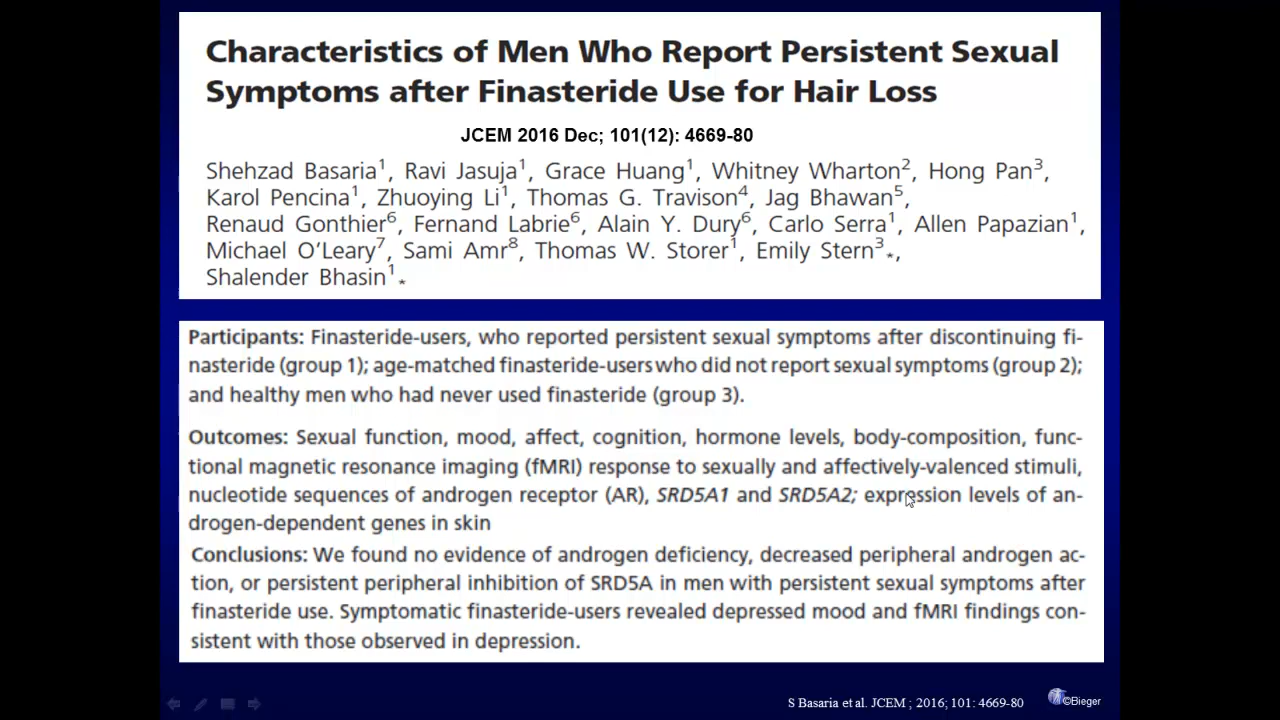 Characteristics of Men Who Report Persistent Sexual
Symptoms after Finasteride Use for Hair Loss
JCEM 2016 Dec; 101(12): 4669-80
Shehzad Basaria1, Ravi Jasuja1, Grace Huang1, Whitney Wharton2, Hong Pan3,
Karol Pencina1, Zhuoying Li1, Thomas G. Travison4, Jag Bhawan5,
Renaud Gonthier6, Fernand Labrie6, Alain Y. Dury6, Carlo Serra1, Allen Papazian1,
Michael O'Leary7, Sami Amr8, Thomas W. Storer1, Emily Stern3*,
Shalender Bhasin1*
Participants: Finasteride-users, who reported persistent sexual symptoms after discontinuing fi-
nasteride (group 1); age-matched finasteride-users who did not report sexual symptoms (group 2);
and healthy men who had never used finasteride (group 3).
Outcomes: Sexual function, mood, affect, cognition, hormone levels, body-composition, func-
tional magnetic resonance imaging (fMRI) response to sexually and affectively-valenced stimuli,
nucleotide sequences of androgen receptor (AR), SRD5A1 and SRD5A2; expression levels of an-
drogen-dependent genes in skin
Conclusions: We found no evidence of androgen deficiency, decreased peripheral androgen ac-
tion, or persistent peripheral inhibition of SRD5A in men with persistent sexual symptoms after
finasteride use. Symptomatic finasteride-users revealed depressed mood and fMRI findings con-
sistent with those observed in depression.
S Basaria et al. JCEM ; 2016; 101: 4669-80
©Bieger